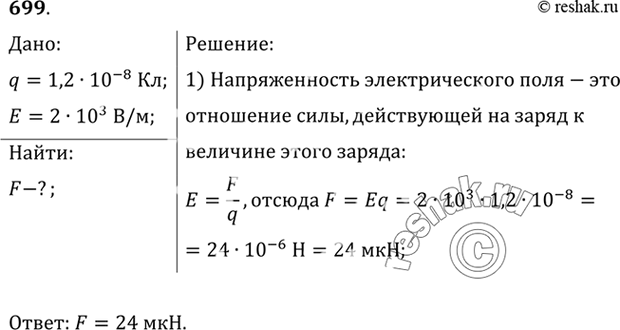 699.
© reshak.ru
Дано:
q = 1,2 · 10⁻⁸ Кл;
E = 2 · 10³ В/м;
Найти:
F−? ;
Решение:
1) Напряженность электрического поля − это
отношение силы, действующей на заряд к
величине этого заряда:
E = F/q, отсюда F = Eq = 2 · 10³ · 1,2 · 10⁻⁸ =
= 24 · 10⁻⁶ Н = 24 мкН;
reshak.ru ©
Ответ: F = 24 мкН.